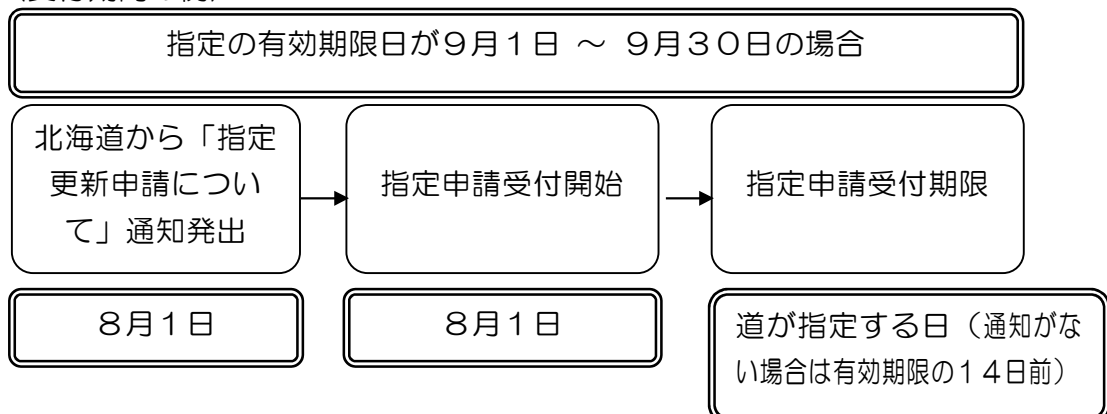 指定の有効期限日が９月１日 ～ ９月３０日の場合
北海道から「指定
更新申請につい
て」通知発出
指定申請受付開始
指定申請受付期限
８月１日
８月１日
道が指定する日（通知がな
い場合は有効期限の１４日前）